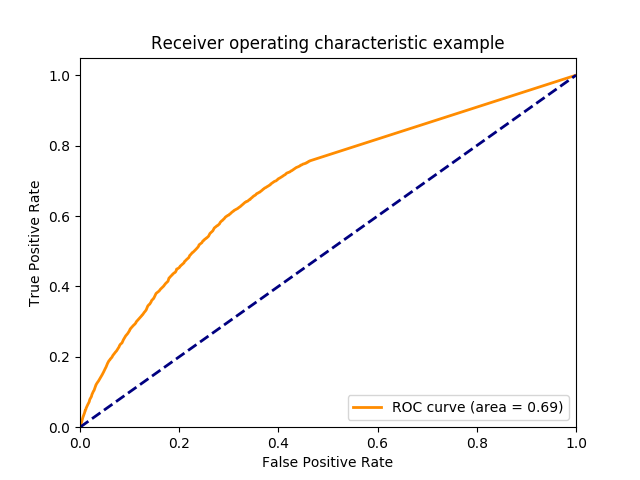 Receiver operating characteristic example
1.0
0.8
0.6
0.4
0.2
0.0
True Positive Rate
0.0 0.2 0.4 0.6 0.8 1.0
False Positive Rate
ROC curve (area = 0.69)